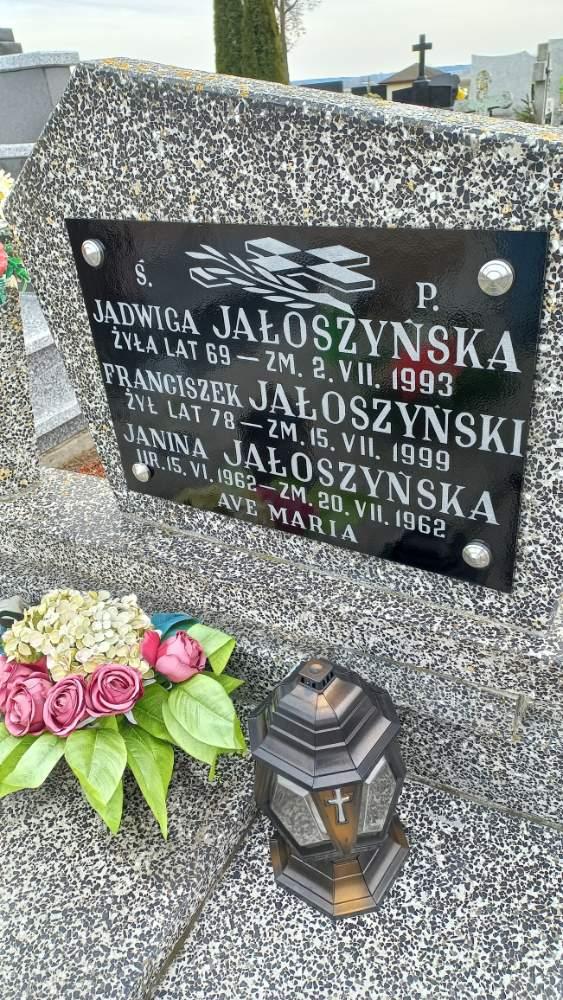 Ś. P.
JADWIGA JAŁOSZYŃSKA
ŻYŁA LAT 69 — ZM. 2. VII. 1993
FRANCISZEK JAŁOSZYŃSKI
ŻYŁ LAT 78 — ZM. 15. VII. 1999
JANINA JAŁOSZYŃSKA
UR. 15. VI. 1962 — ZM. 20. VII. 1962
AVE MARIA